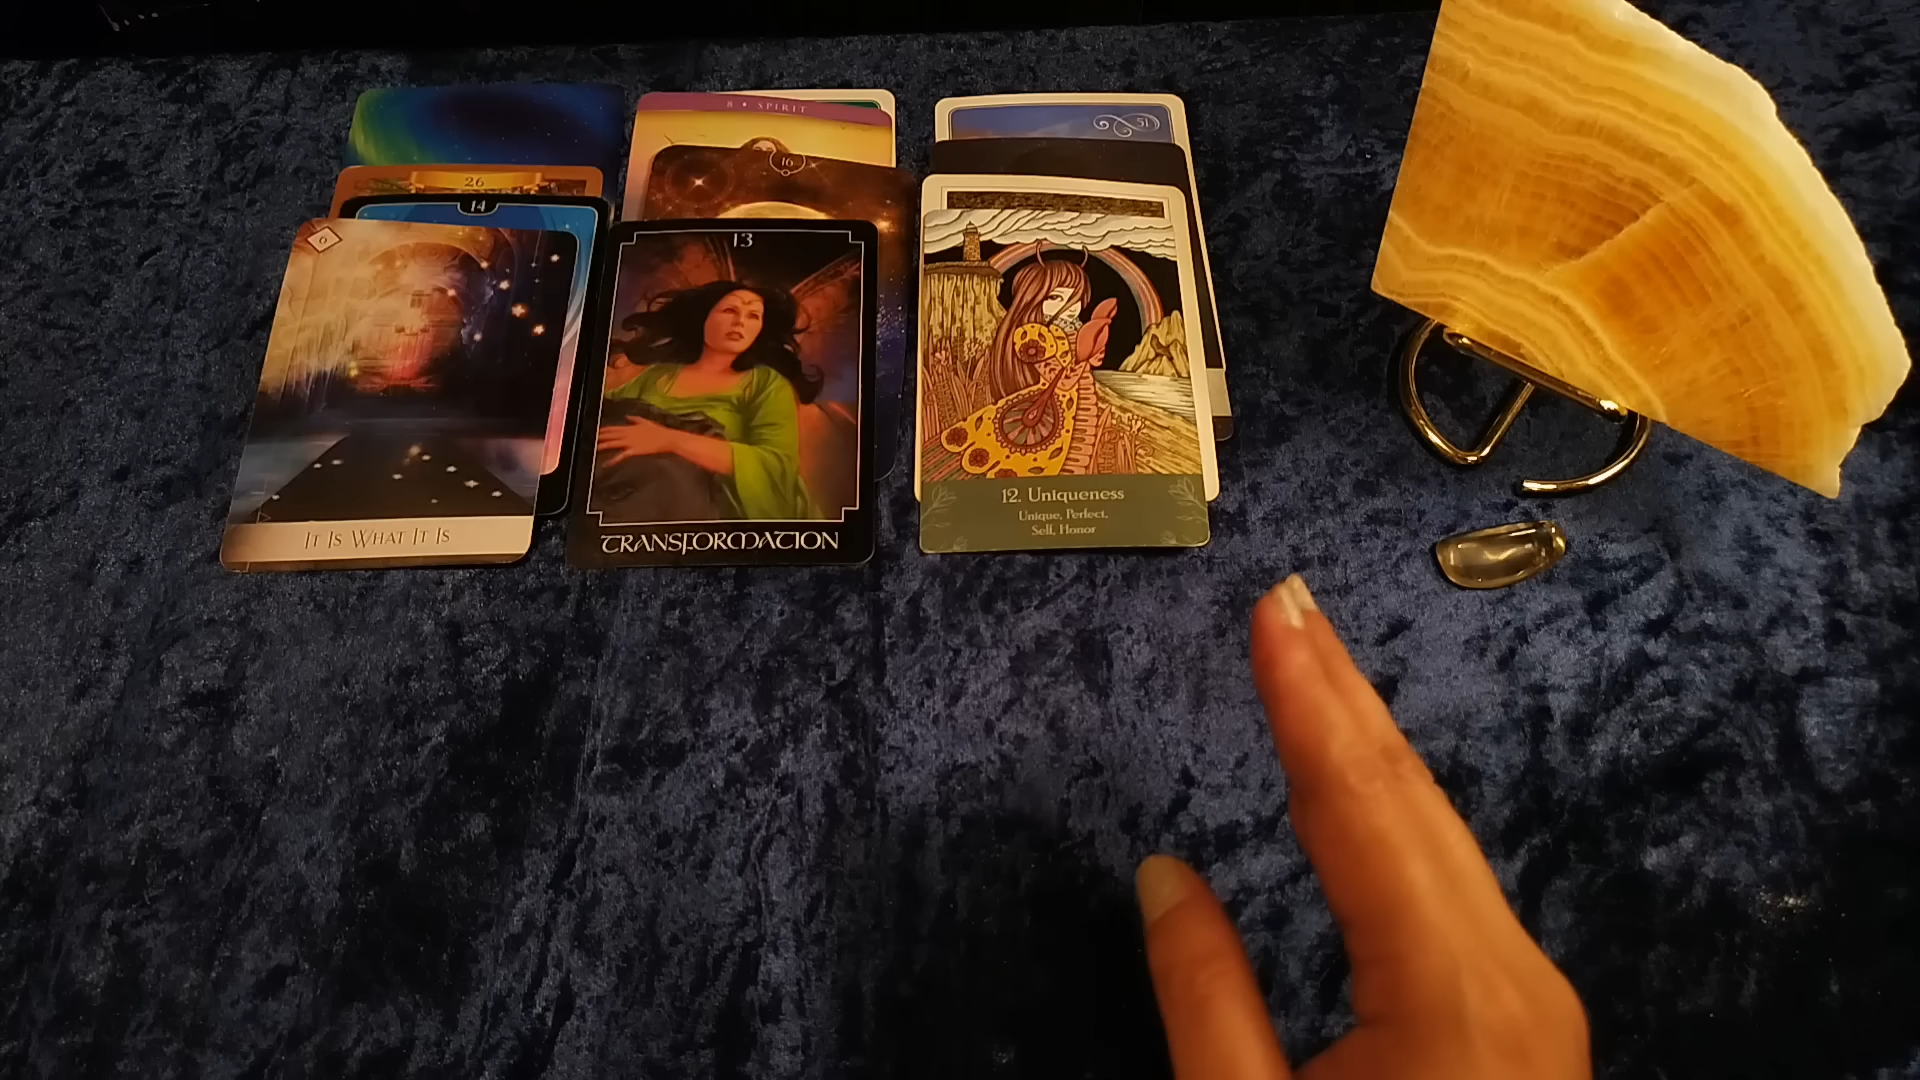 8 • SPIRIT
51
16
26
14
6
IT IS WHAT IT IS
13
TRANSFORMATION
12. Uniqueness
Unique, Perfect,
Self, Honor